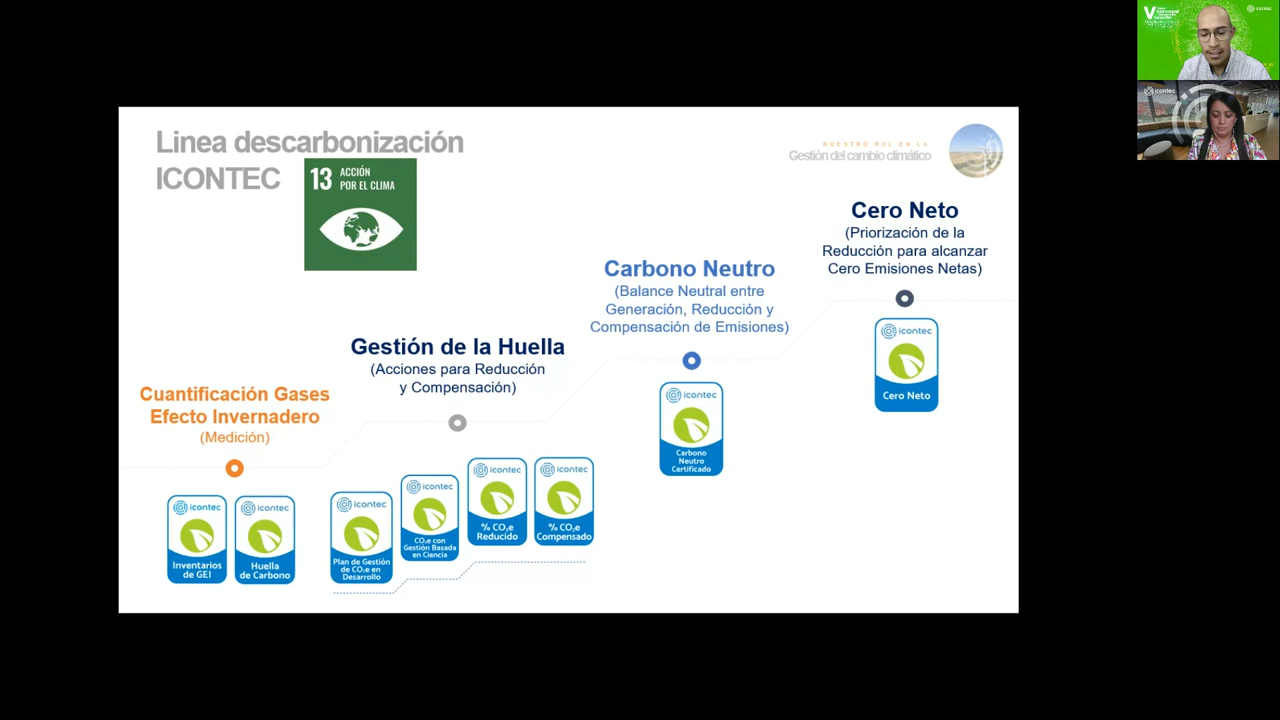 Linea descarbonización
ICONTEC
13 ACCIÓN
POR EL CLIMA
NUESTRO ROL EN LA
Gestión del cambio climático
Cero Neto
(Priorización de la
Reducción para alcanzar
Cero Emisiones Netas)
icontec
Cero Neto
Carbono Neutro
(Balance Neutral entre
Generación, Reducción y
Compensación de Emisiones)
icontec
Carbono
Neutro
Certificado
Gestión de la Huella
(Acciones para Reducción
y Compensación)
icontec
Plan de Gestión
de CO₂e en
Desarrollo
icontec
CO₂e con
Gestión Basada
en Ciencia
icontec
% CO₂e
Reducido
icontec
% CO₂e
Compensado
Cuantificación Gases
Efecto Invernadero
(Medición)
icontec
Inventarios
de GEI
icontec
Huella
de Carbono
icontec
icontec